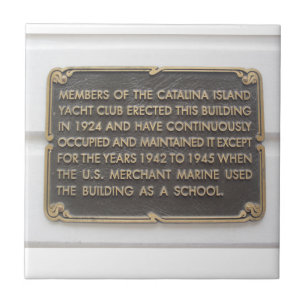 MEMBERS OF THE CATALINA ISLAND
YACHT CLUB ERECTED THIS BUILDING
IN 1924 AND HAVE CONTINUOUSLY
OCCUPIED AND MAINTAINED IT EXCEPT
FOR THE YEARS 1942 TO 1945 WHEN
THE U.S. MERCHANT MARINE USED
THE BUILDING AS A SCHOOL.